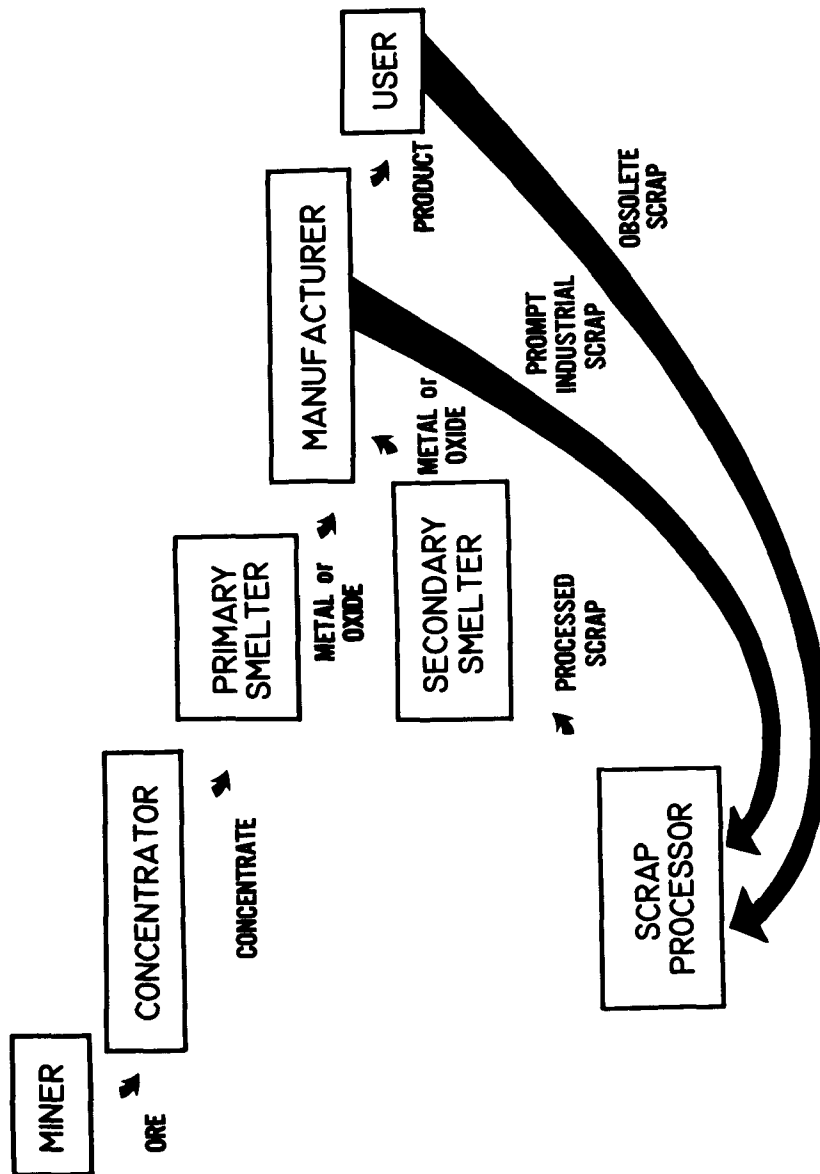 MINER
ORE
CONCENTRATOR
CONCENTRATE
PRIMARY
SMELTER
METAL or
OXIDE
SECONDARY
SMELTER
METAL or
OXIDE
MANUFACTURER
PRODUCT
USER
SCRAP
PROCESSOR
PROCESSED
SCRAP
PROMPT
INDUSTRIAL
SCRAP
OBSOLETE
SCRAP